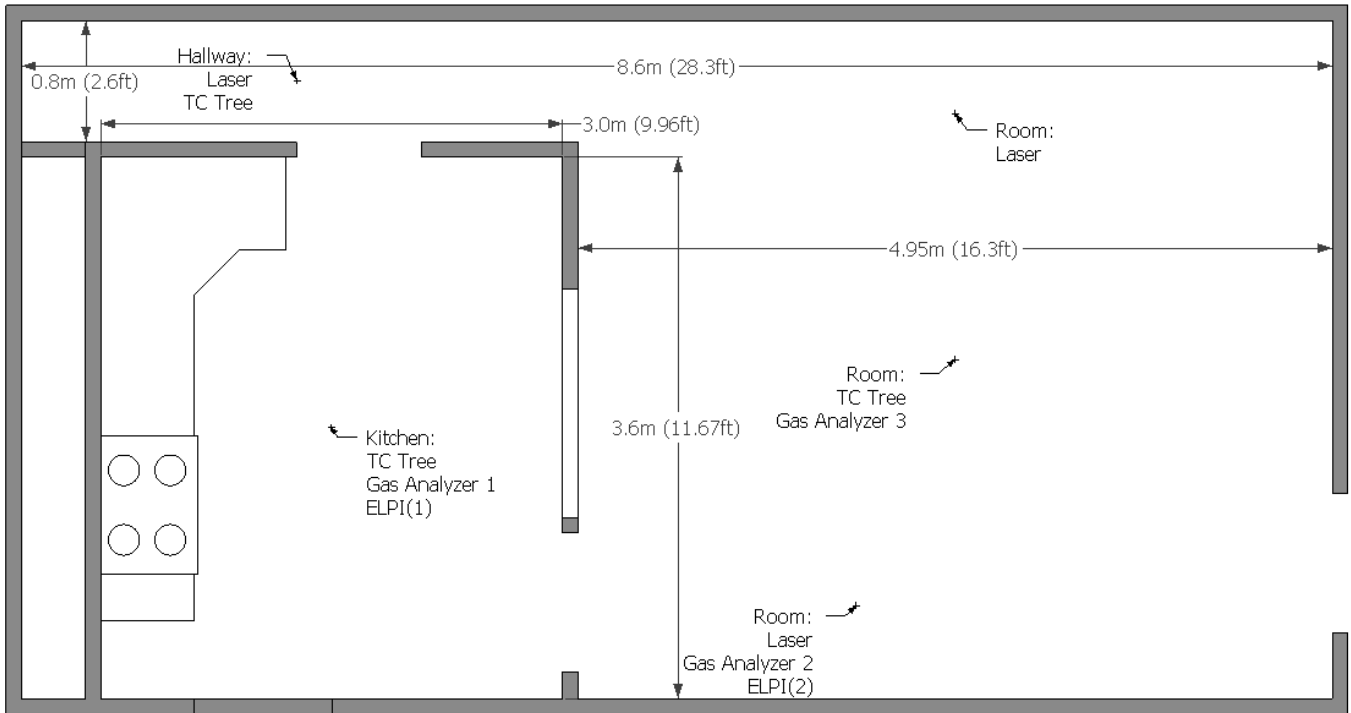 Hallway:
Laser
TC Tree
0.8m (2.6ft)
8.6m (28.3ft)
3.0m (9.96ft)
Room:
Laser
4.95m (16.3ft)
Room:
TC Tree
Gas Analyzer 3
3.6m (11.67ft)
Kitchen:
TC Tree
Gas Analyzer 1
ELPI(1)
Room:
Laser
Gas Analyzer 2
ELPI(2)